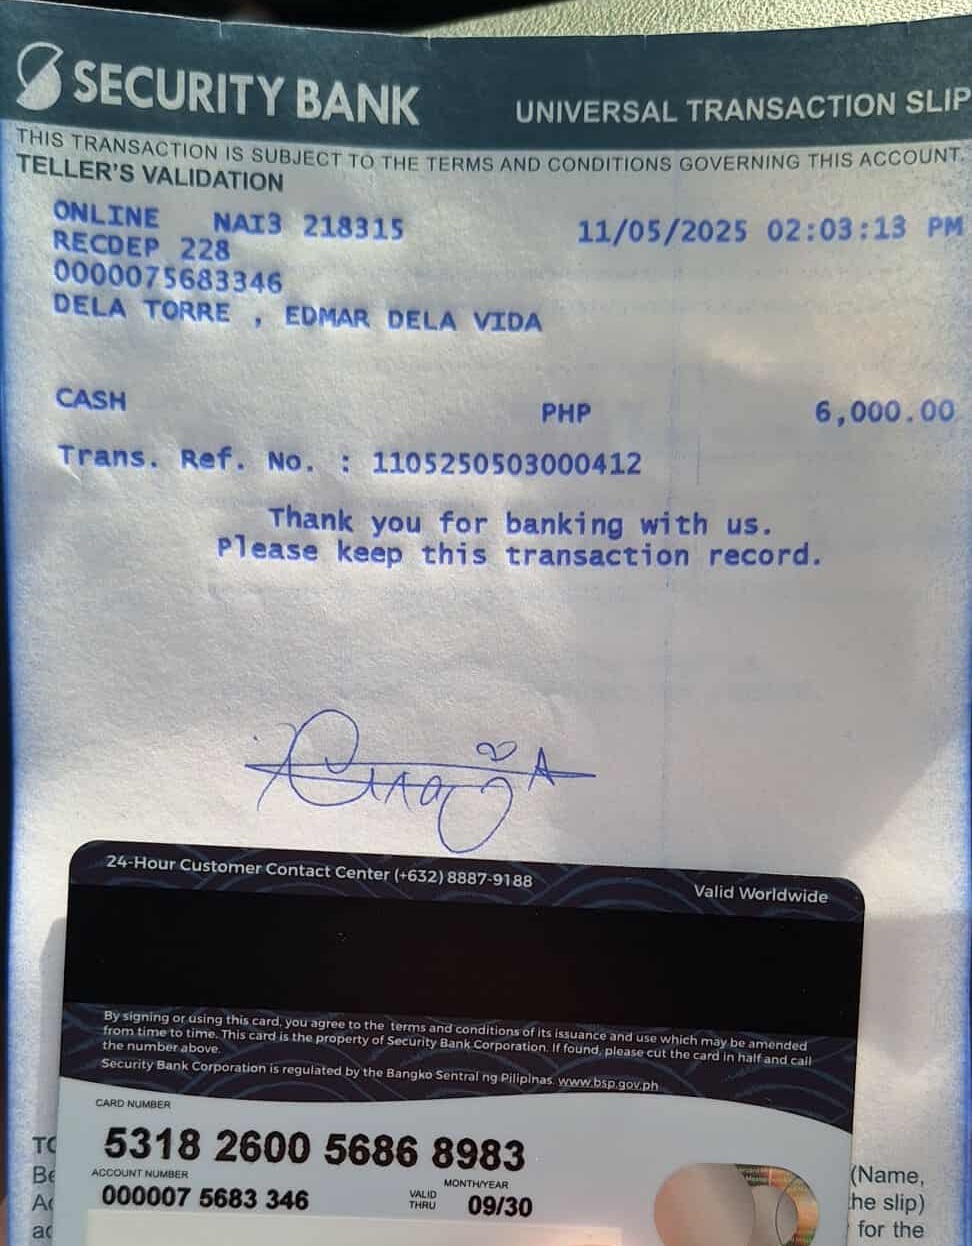 SECURITY BANK
UNIVERSAL TRANSACTION SLIP
THIS TRANSACTION IS SUBJECT TO THE TERMS AND CONDITIONS GOVERNING THIS ACCOUNT.
TELLER'S VALIDATION
ONLINE NAI3 218315 11/05/2025 02:03:13 PM
RECDEP 228
0000075683346
DELA TORRE , EDMAR DELA VIDA
CASH PHP 6,000.00
Trans. Ref. No. : 1105250503000412
Thank you for banking with us.
Please keep this transaction record.
24-Hour Customer Contact Center (+632) 8887-9188
Valid Worldwide
By signing or using this card, you agree to the terms and conditions of its issuance and use which may be amended
from time to time. This card is the property of Security Bank Corporation. If found, please cut the card in half and call
the number above.
Security Bank Corporation is regulated by the Bangko Sentral ng Pilipinas. www.bsp.gov.ph
CARD NUMBER
5318 2600 5686 8983
ACCOUNT NUMBER
000007 5683 346
MONTH/YEAR
VALID THRU 09/30
(Name,
he slip)
for the